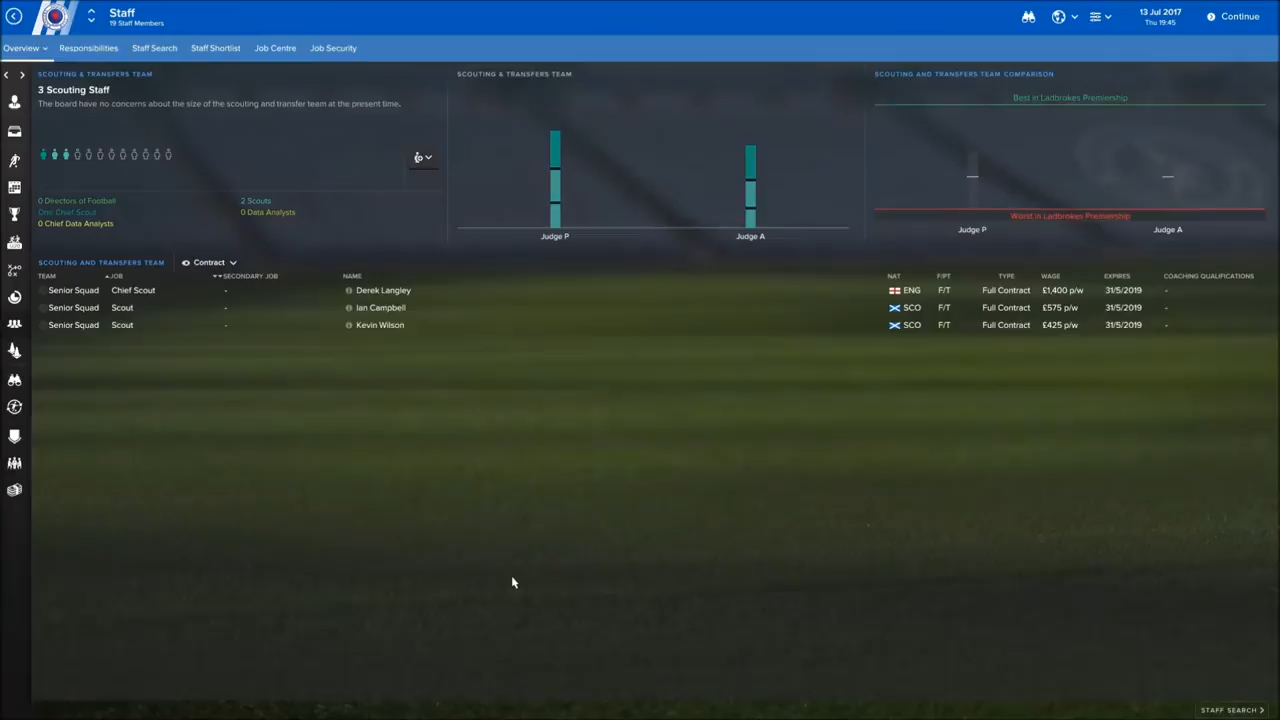 Staff
19 Staff Members
13 Jul 2017
Thu 19:45
Continue
Overview
Responsibilities
Staff Search
Staff Shortlist
Job Centre
Job Security
SCOUTING & TRANSFERS TEAM
SCOUTING & TRANSFERS TEAM
SCOUTING AND TRANSFERS TEAM COMPARISON
3 Scouting Staff
The board have no concerns about the size of the scouting and transfer team at the present time.
Best in Ladbrokes Premiership
0 Directors of Football
2 Scouts
One Chief Scout
0 Data Analysts
0 Chief Data Analysts
Worst in Ladbrokes Premiership
Judge P
Judge A
Judge P
Judge A
SCOUTING AND TRANSFERS TEAM
Contract
TEAM JOB SECONDARY JOB NAME NAT F/PT TYPE WAGE EXPIRES COACHING QUALIFICATIONS
Senior Squad Chief Scout - Derek Langley ENG F/T Full Contract £1,400 p/w 31/5/2019 -
Senior Squad Scout - Ian Campbell SCO F/T Full Contract £575 p/w 31/5/2019 -
Senior Squad Scout - Kevin Wilson SCO F/T Full Contract £425 p/w 31/5/2019 -
STAFF SEARCH